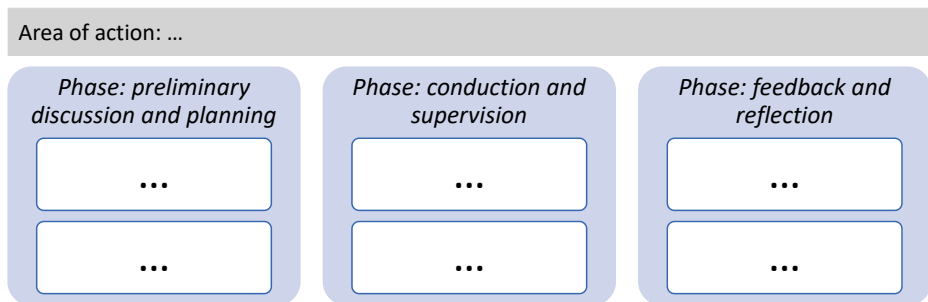 Area of action: …
Phase: preliminary
discussion and planning
…
…
Phase: conduction and
supervision
…
…
Phase: feedback and
reflection
…
…